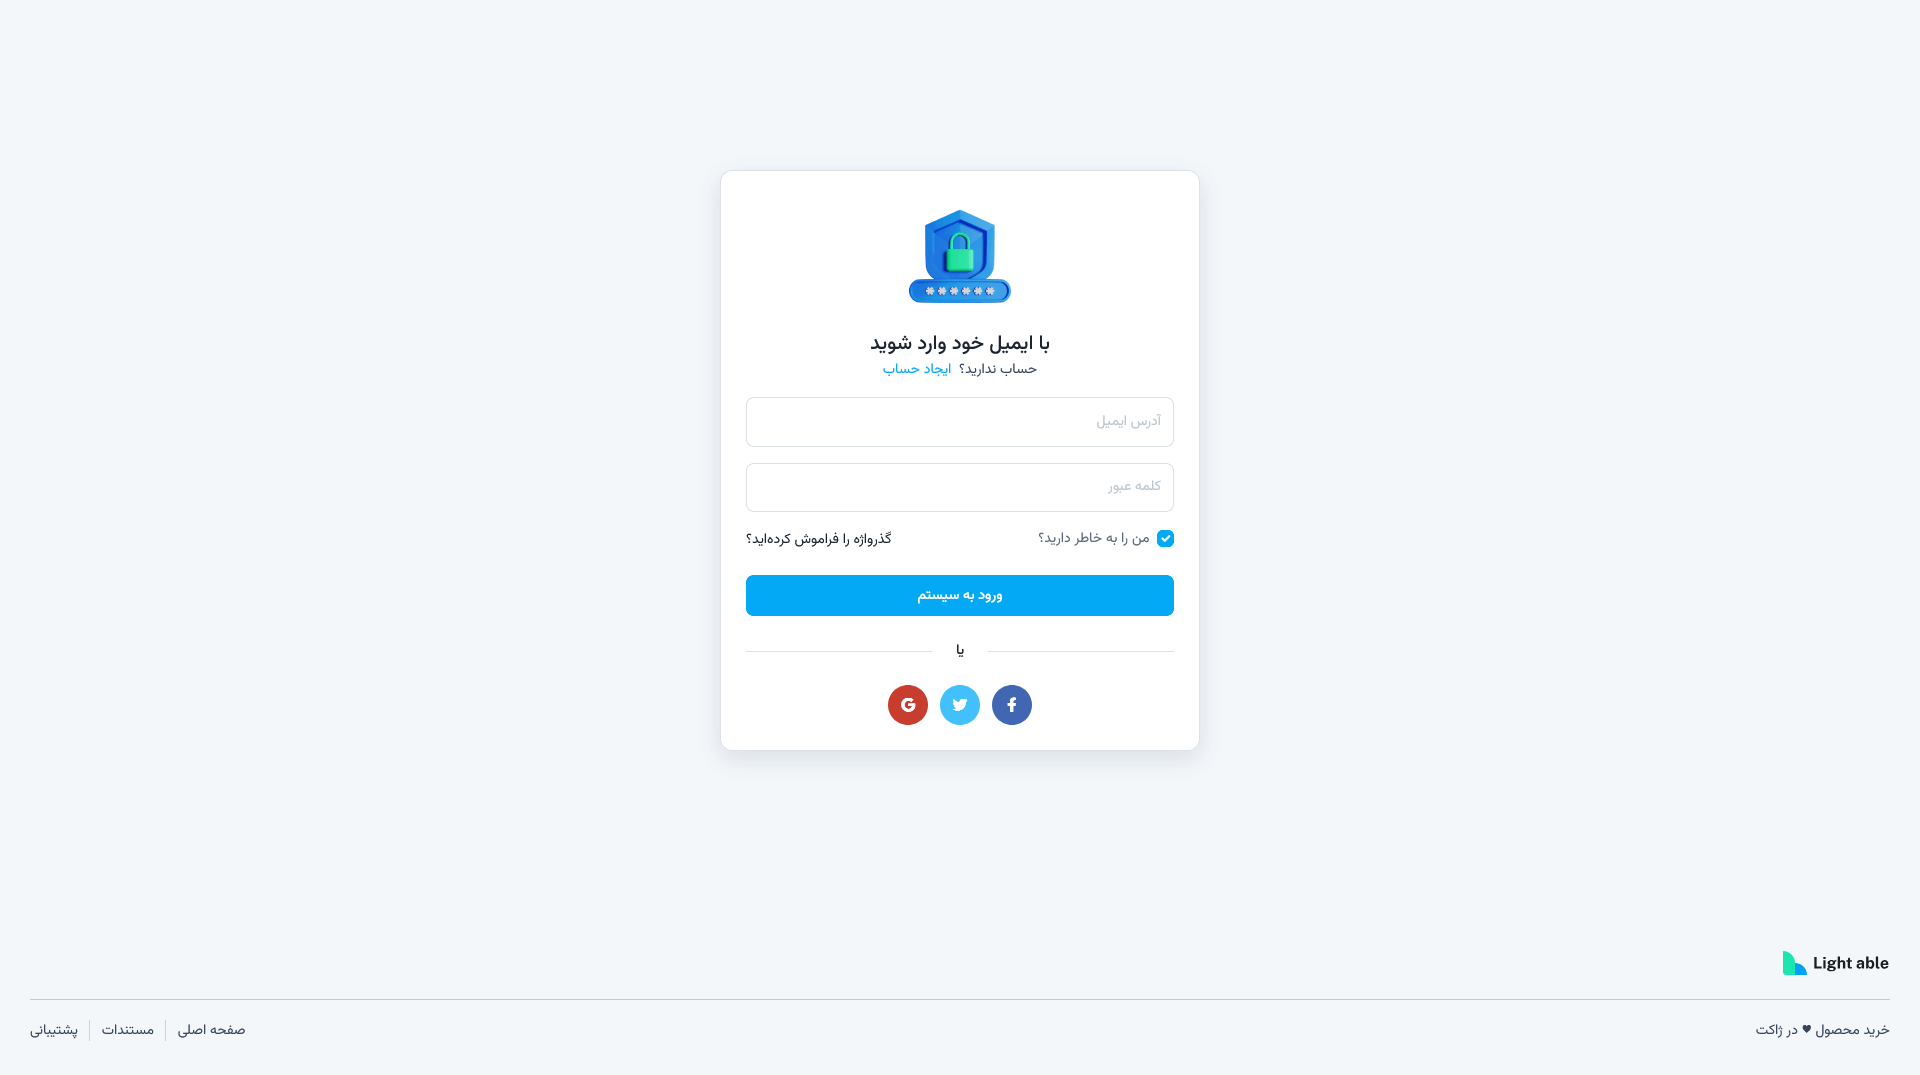 با ایمیل خود وارد شوید
حساب ندارید؟ ایجاد حساب
آدرس ایمیل
کلمه عبور
من را به خاطر دارید؟
گذرواژه را فراموش کرده‌اید؟
ورود به سیستم
یا
Light able
خرید محصول ♥ در ژاکت
صفحه اصلی
مستندات
پشتیبانی